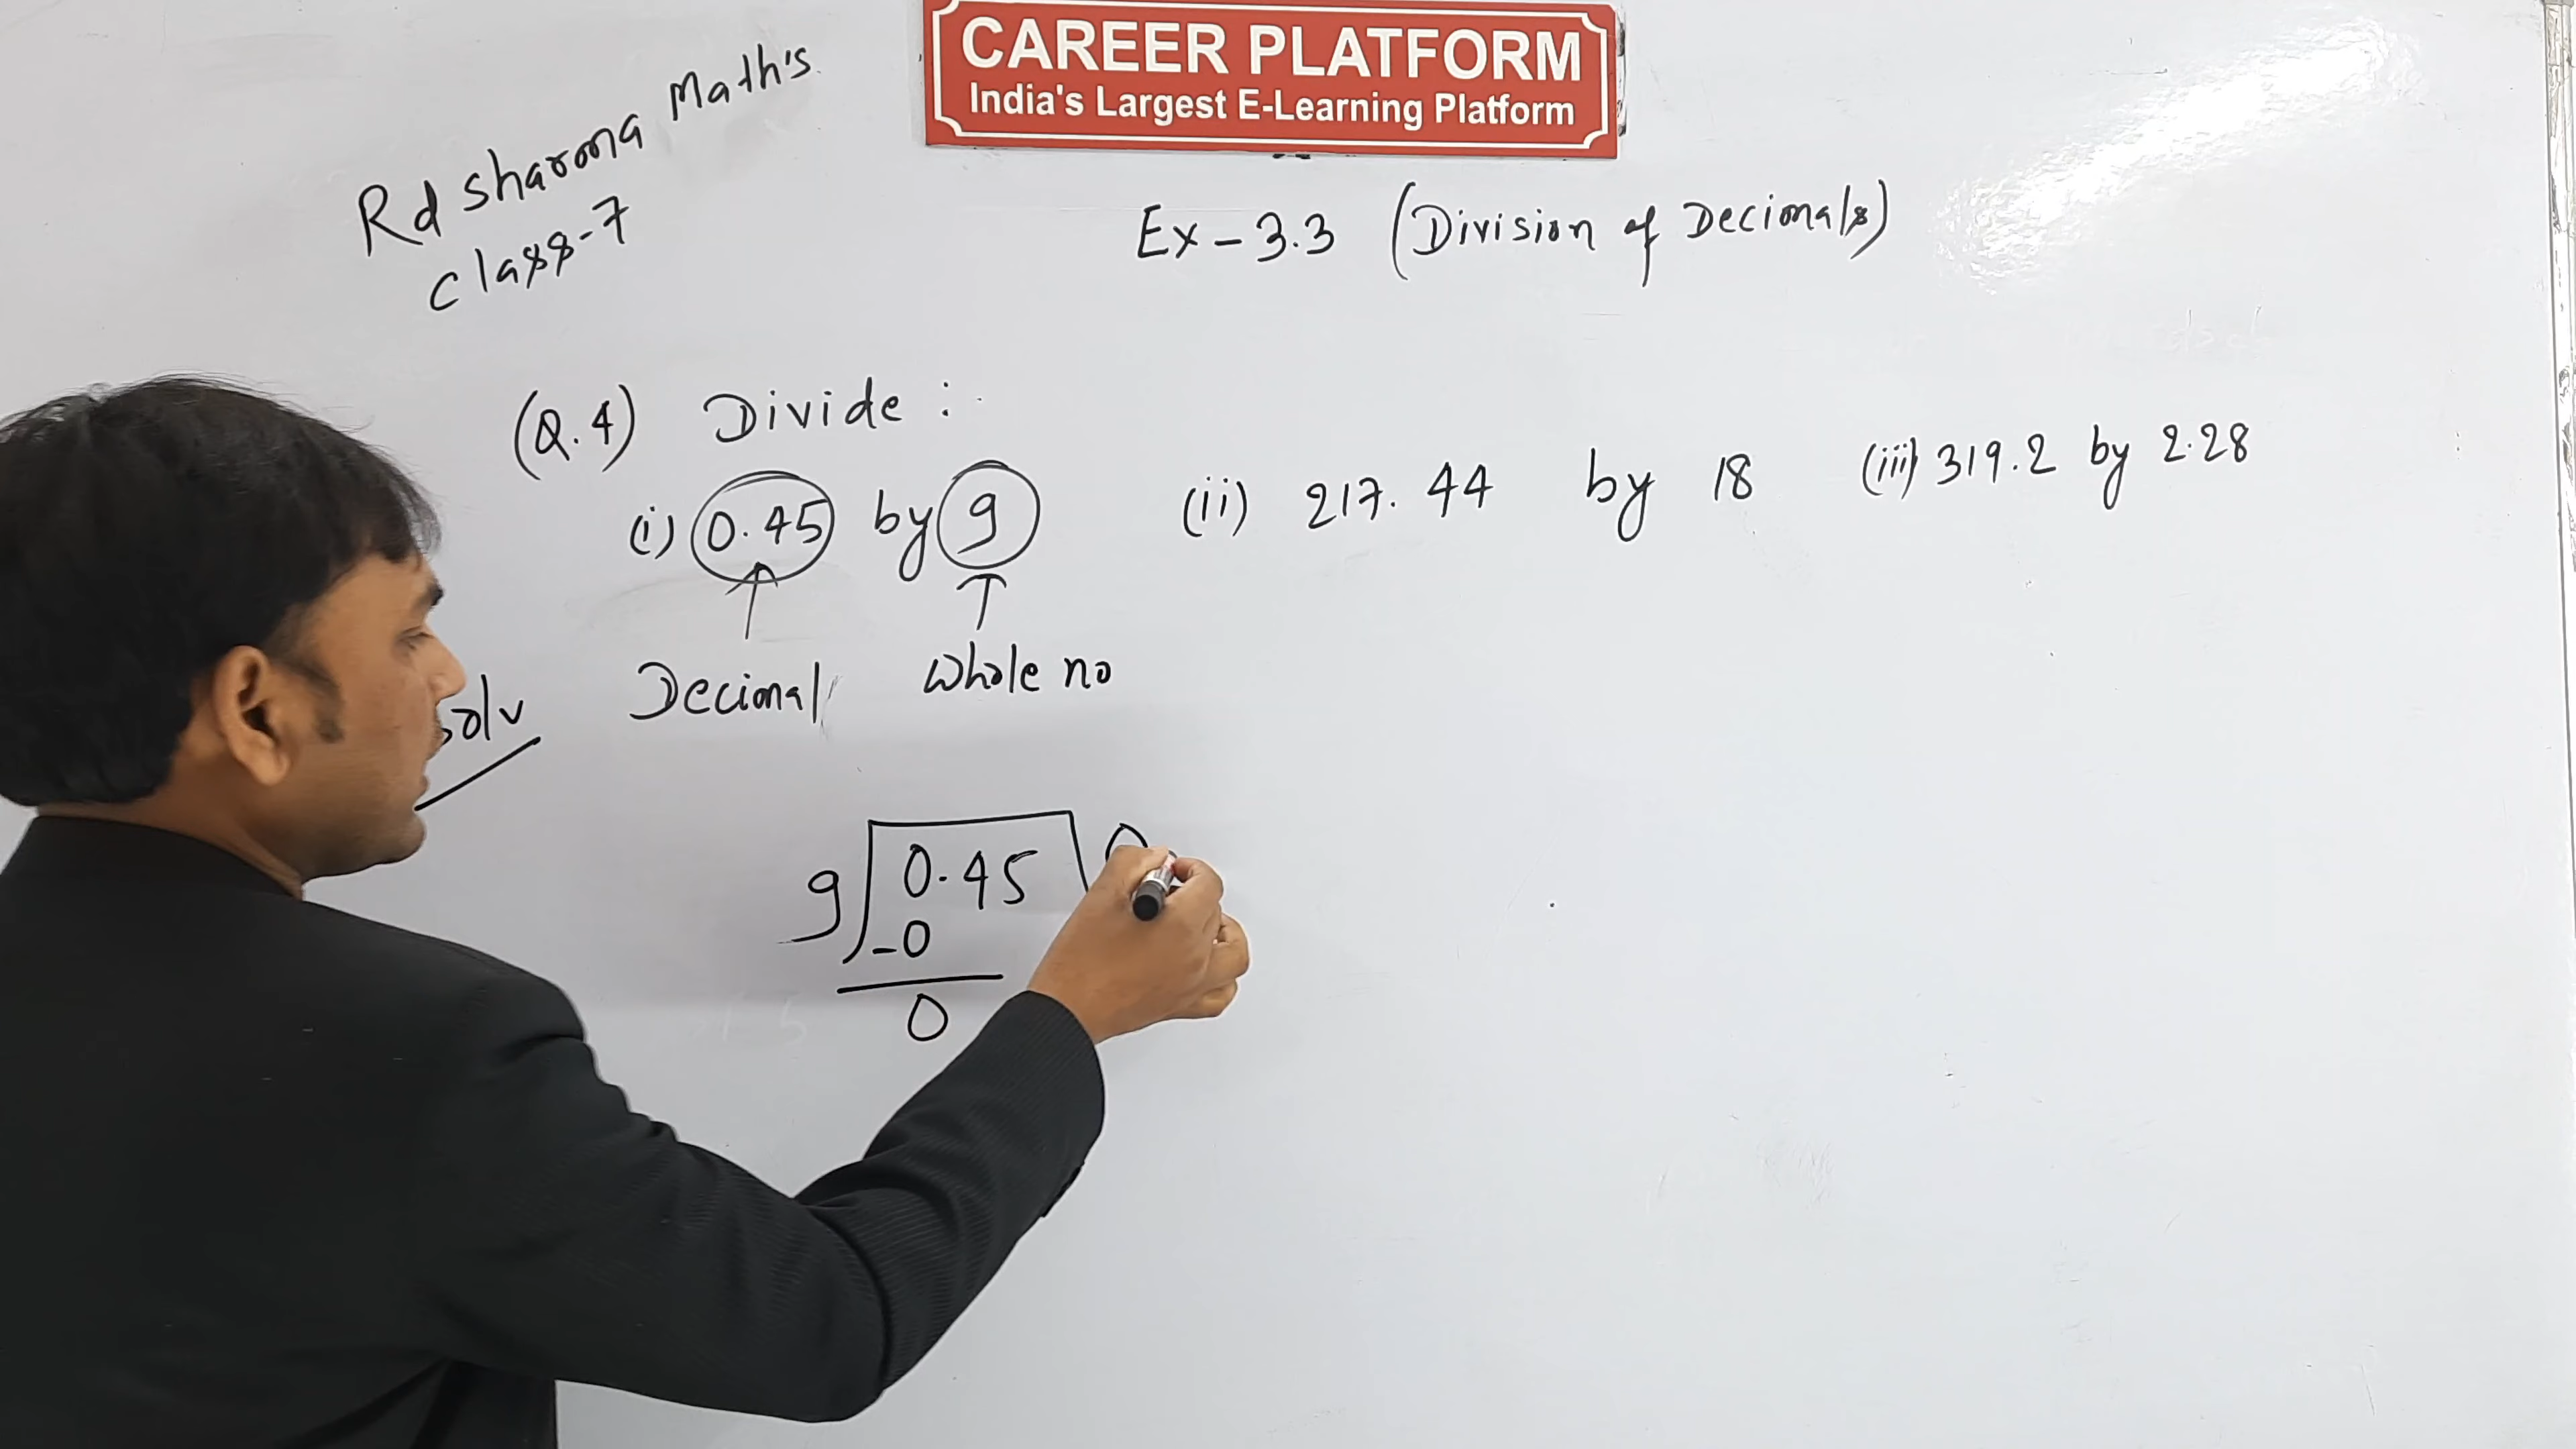 CAREER PLATFORM
India's Largest E-Learning Platform
Rd sharma Math's
Class-7
Ex-3.3 (Division of Decimals)
(Q.4) Divide :
(i) 0.45 by 9 (ii) 217.44 by 18 (iii) 319.2 by 2.28
Decimal Whole no
Solv
9 0.45 0
-0
0